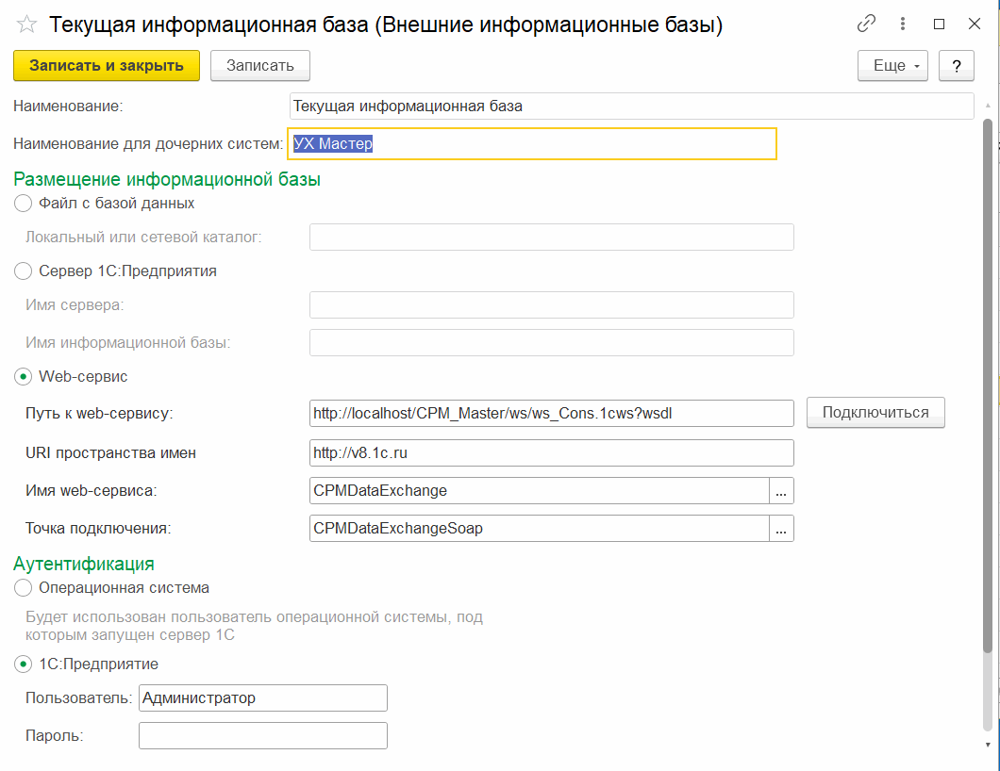 Текущая информационная база (Внешние информационные базы)
Записать и закрыть Записать Еще ?
Наименование: Текущая информационная база
Наименование для дочерних систем: УХ Мастер
Размещение информационной базы
Файл с базой данных
Локальный или сетевой каталог:
Сервер 1С:Предприятия
Имя сервера:
Имя информационной базы:
Web-сервис
Путь к web-сервису: http://localhost/CPM_Master/ws/ws_Cons.1cws?wsdl Подключиться
URI пространства имен http://v8.1c.ru
Имя web-сервиса: CPMDataExchange ...
Точка подключения: CPMDataExchangeSoap ...
Аутентификация
Операционная система
Будет использован пользователь операционной системы, под
которым запущен сервер 1С
1С:Предприятие
Пользователь: Администратор
Пароль: